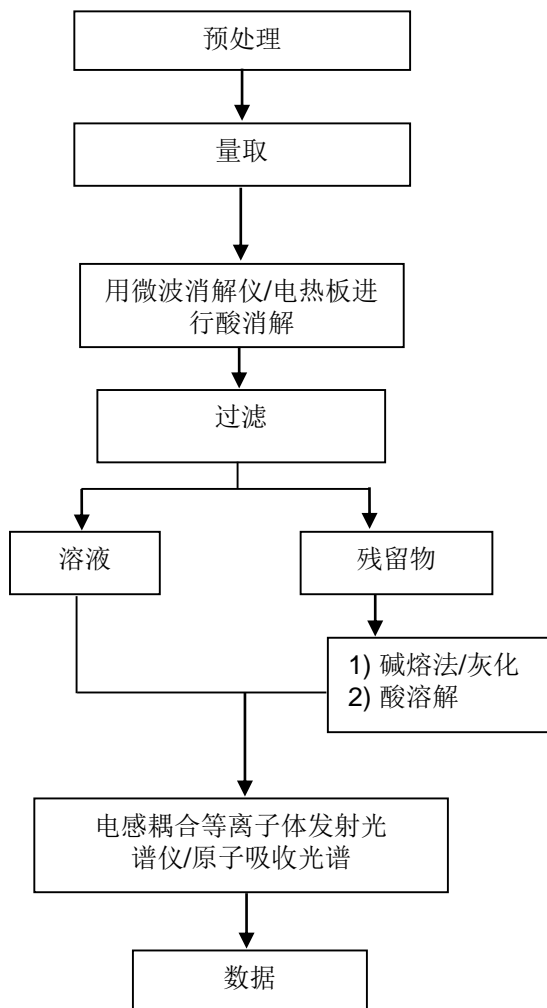 预处理
量取
用微波消解仪/电热板进
行酸消解
过滤
溶液
残留物
1) 碱熔法/灰化
2) 酸溶解
电感耦合等离子体发射光
谱仪/原子吸收光谱
数据